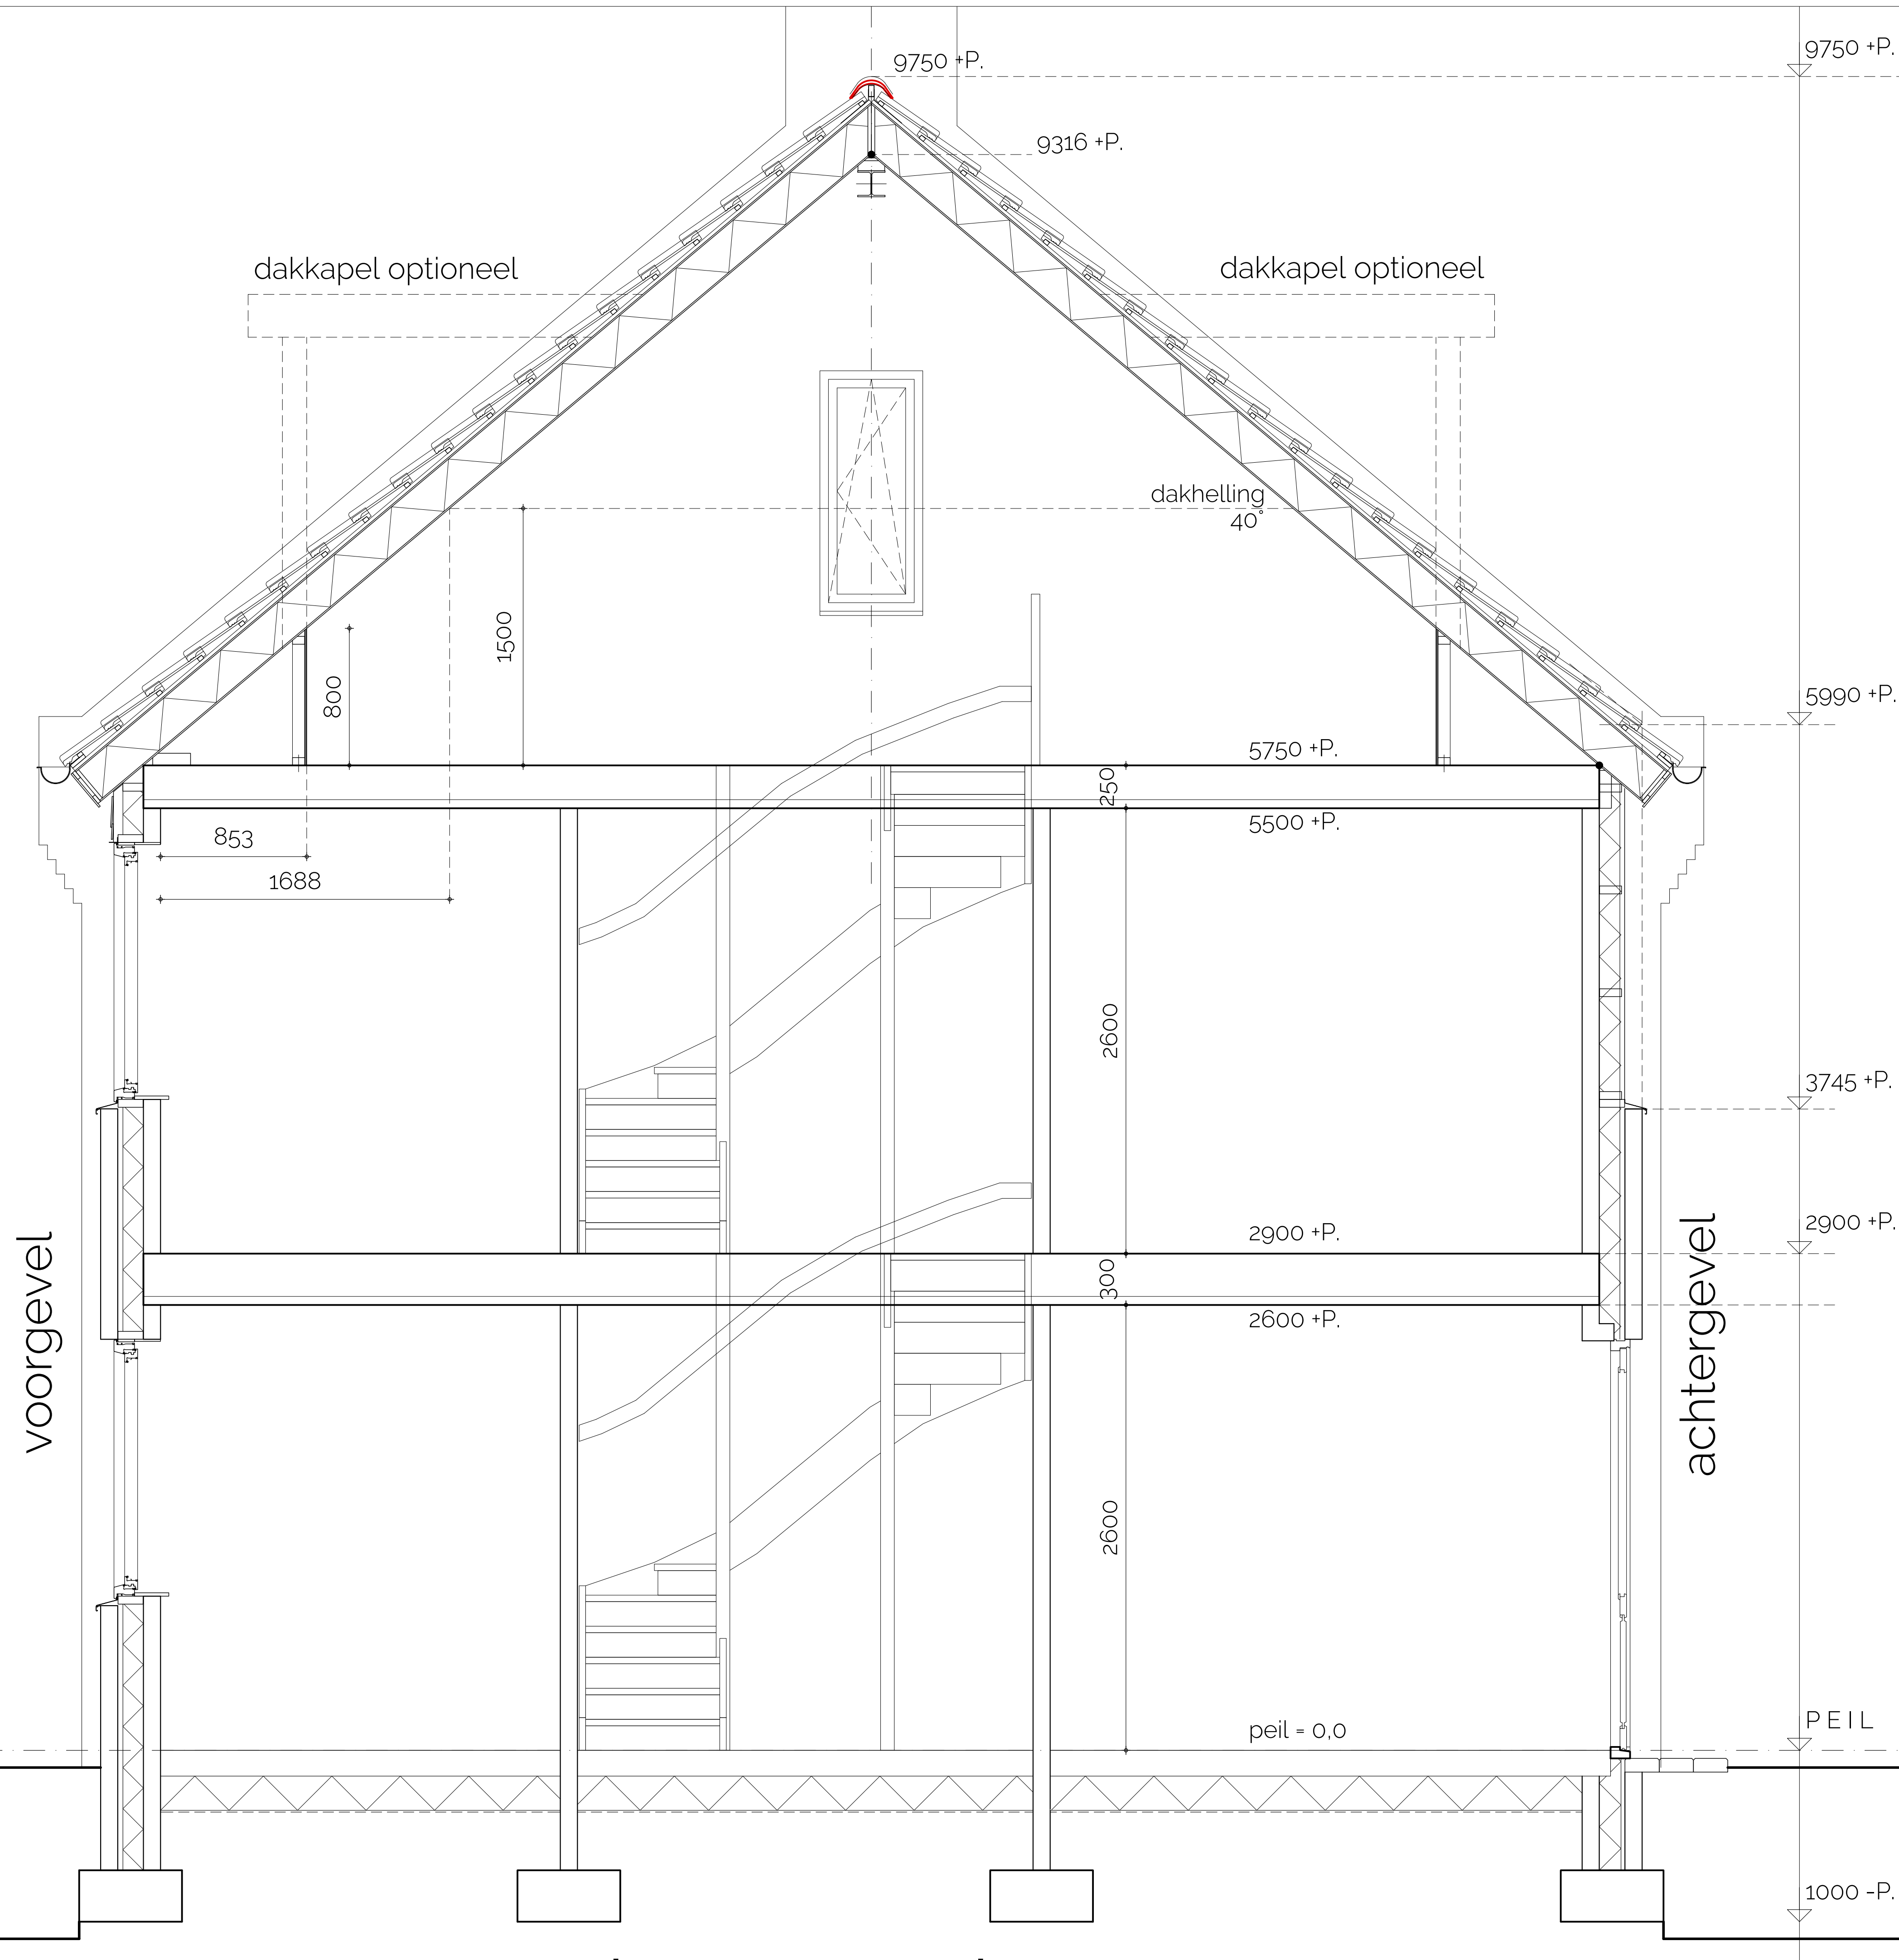 9750 +P.
9750 +P.
9316 +P.
dakkapel optioneel
dakkapel optioneel
dakhelling
40°
1500
800
5990 +P.
5750 +P.
250
5500 +P.
853
1688
2600
3745 +P.
2900 +P.
2900 +P.
300
2600 +P.
voorgevel
achtergevel
2600
PEIL
peil = 0,0
1000 -P.